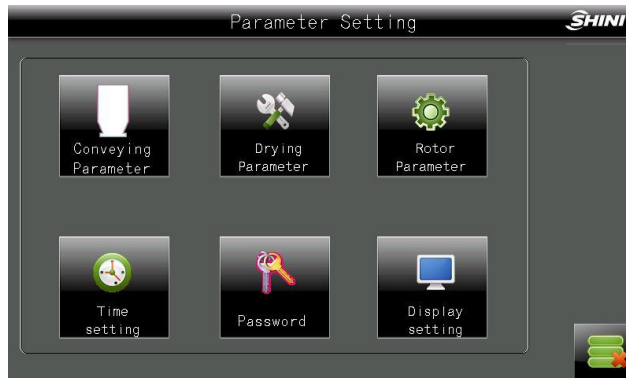 Parameter Setting
SHINI
Conveying
Parameter
Drying
Parameter
Rotor
Parameter
Time
setting
Password
Display
setting